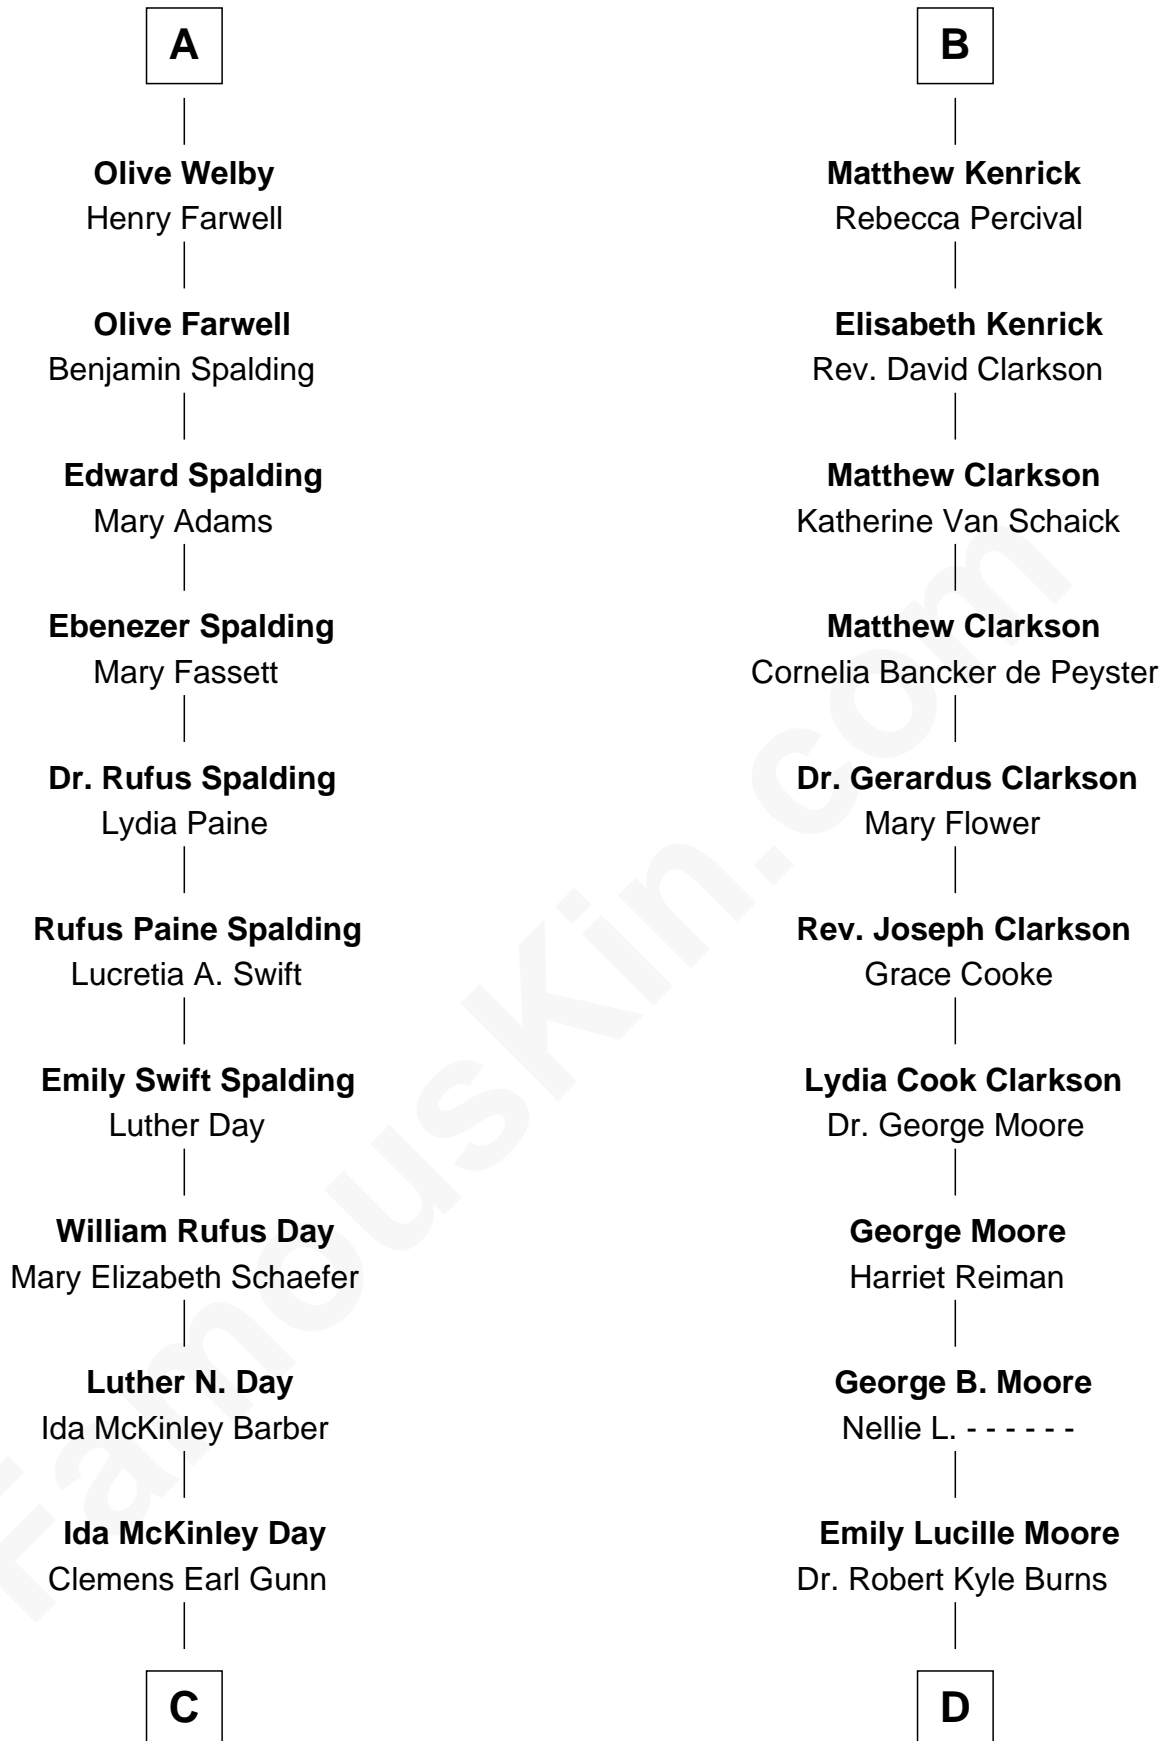 A
B
Olive Welby
Henry Farwell
Matthew Kenrick
Rebecca Percival
Olive Farwell
Benjamin Spalding
Elisabeth Kenrick
Rev. David Clarkson
Edward Spalding
Mary Adams
Matthew Clarkson
Katherine Van Schaick
Ebenezer Spalding
Mary Fassett
Matthew Clarkson
Cornelia Bancker de Peyster
Dr. Rufus Spalding
Lydia Paine
Dr. Gerardus Clarkson
Mary Flower
Rufus Paine Spalding
Lucretia A. Swift
Rev. Joseph Clarkson
Grace Cooke
Emily Swift Spalding
Luther Day
Lydia Cook Clarkson
Dr. George Moore
William Rufus Day
Mary Elizabeth Schaefer
George Moore
Harriet Reiman
Luther N. Day
Ida McKinley Barber
George B. Moore
Nellie L. - - - - - -
Ida McKinley Day
Clemens Earl Gunn
Emily Lucille Moore
Dr. Robert Kyle Burns
C
D
FamousKin.com